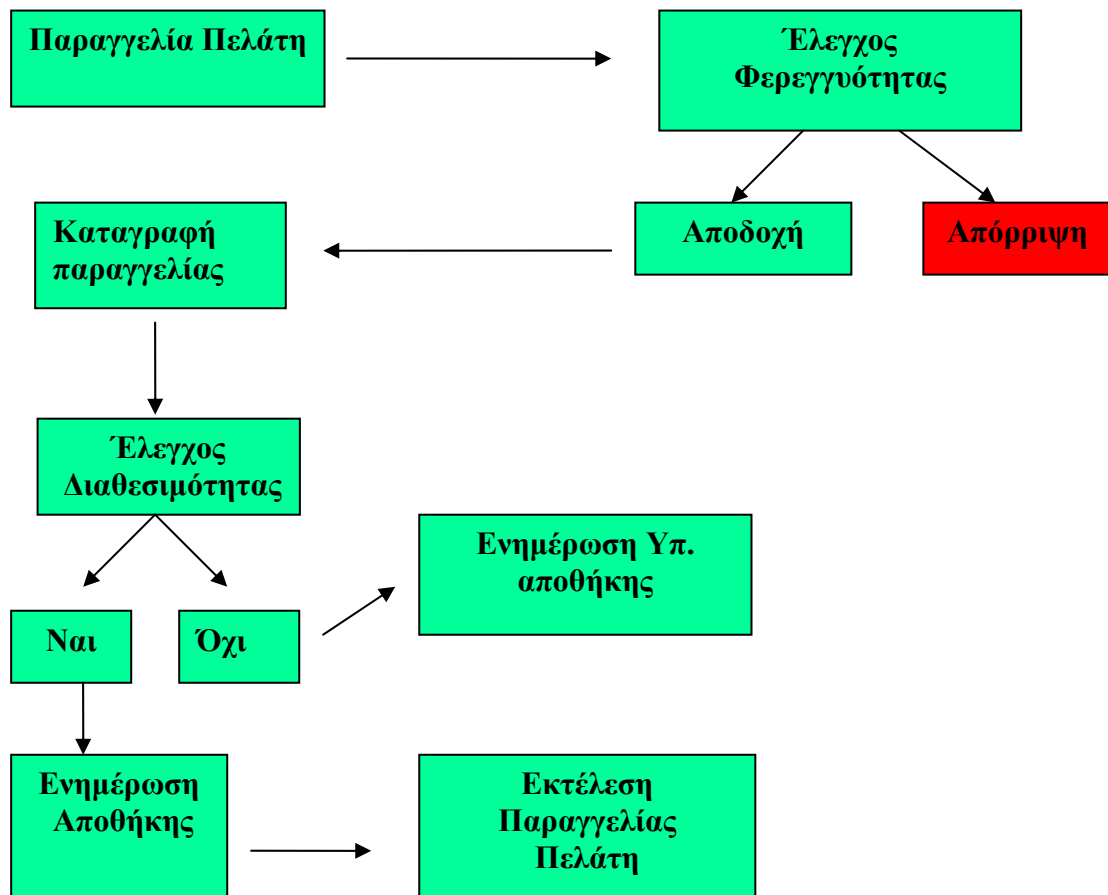 Παραγγελία Πελάτη
Έλεγχος
Φερεγγυότητας
Αποδοχή
Απόρριψη
Καταγραφή
παραγγελίας
Έλεγχος
Διαθεσιμότητας
Ναι
Όχι
Ενημέρωση Υπ.
αποθήκης
Ενημέρωση
Αποθήκης
Εκτέλεση
Παραγγελίας
Πελάτη